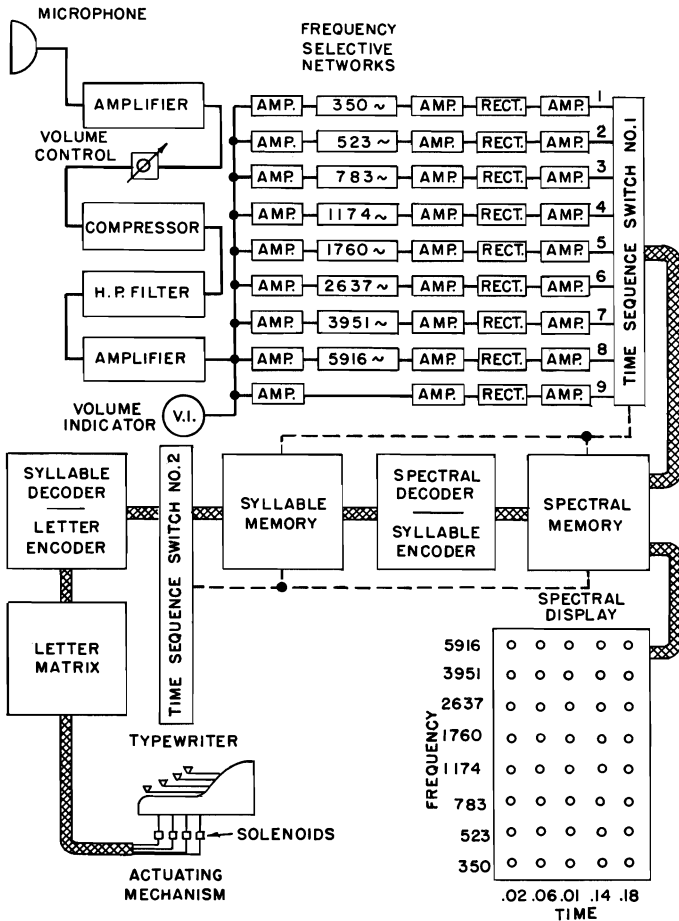 MICROPHONE
FREQUENCY
SELECTIVE
NETWORKS
AMPLIFIER
VOLUME
CONTROL
COMPRESSOR
H.P. FILTER
AMPLIFIER
VOLUME
INDICATOR
V.I.
AMP. 350 ~ AMP. RECT. AMP. 1
AMP. 523 ~ AMP. RECT. AMP. 2
AMP. 783 ~ AMP. RECT. AMP. 3
AMP. 1174 ~ AMP. RECT. AMP. 4
AMP. 1760 ~ AMP. RECT. AMP. 5
AMP. 2637 ~ AMP. RECT. AMP. 6
AMP. 3951 ~ AMP. RECT. AMP. 7
AMP. 5916 ~ AMP. RECT. AMP. 8
AMP. AMP. RECT. AMP. 9
TIME SEQUENCE SWITCH NO.1
SYLLABLE
DECODER
LETTER
ENCODER
TIME SEQUENCE SWITCH NO.2
SYLLABLE
MEMORY
SPECTRAL
DECODER
SYLLABLE
ENCODER
SPECTRAL
MEMORY
LETTER
MATRIX
TYPEWRITER
SOLENOIDS
ACTUATING
MECHANISM
SPECTRAL
DISPLAY
FREQUENCY
5916
3951
2637
1760
1174
783
523
350
.02 .06 .01 .14 .18
TIME